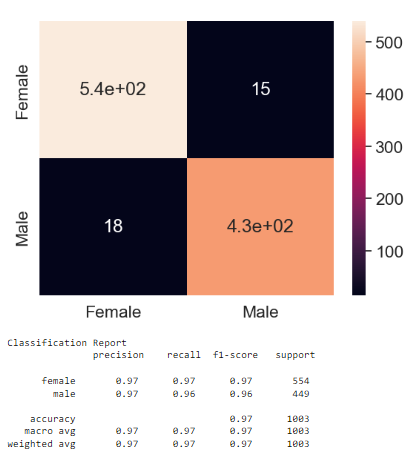 Female
5.4e+02
15
500
400
300
200
100
Male
18
4.3e+02
Female
Male
Classification Report
precision recall f1-score support
female 0.97 0.97 0.97 554
male 0.97 0.96 0.96 449
accuracy 0.97 1003
macro avg 0.97 0.97 0.97 1003
weighted avg 0.97 0.97 0.97 1003